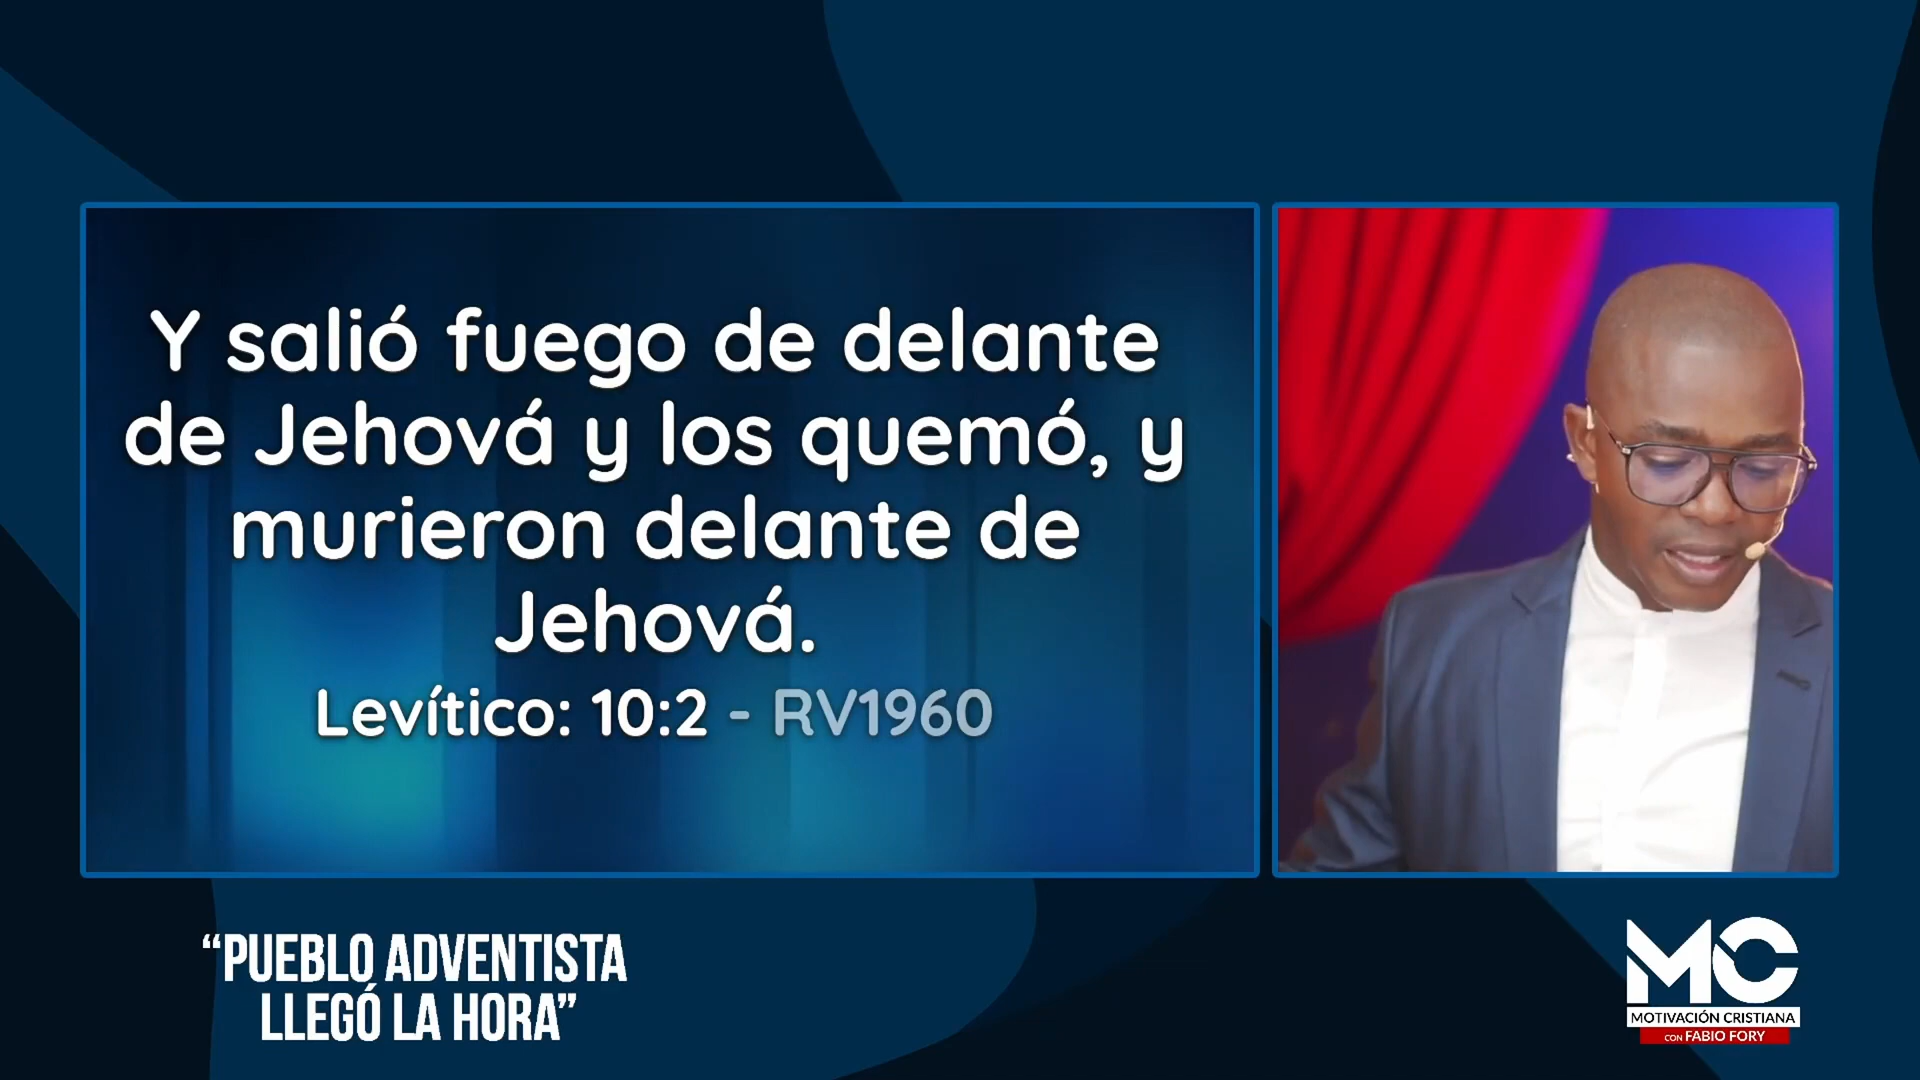 Y salió fuego de delante
de Jehová y los quemó, y
murieron delante de
Jehová.
Levítico: 10:2 - RV1960
“PUEBLO ADVENTISTA
LLEGÓ LA HORA”
MC
MOTIVACIÓN CRISTIANA
CON FABIO FORY